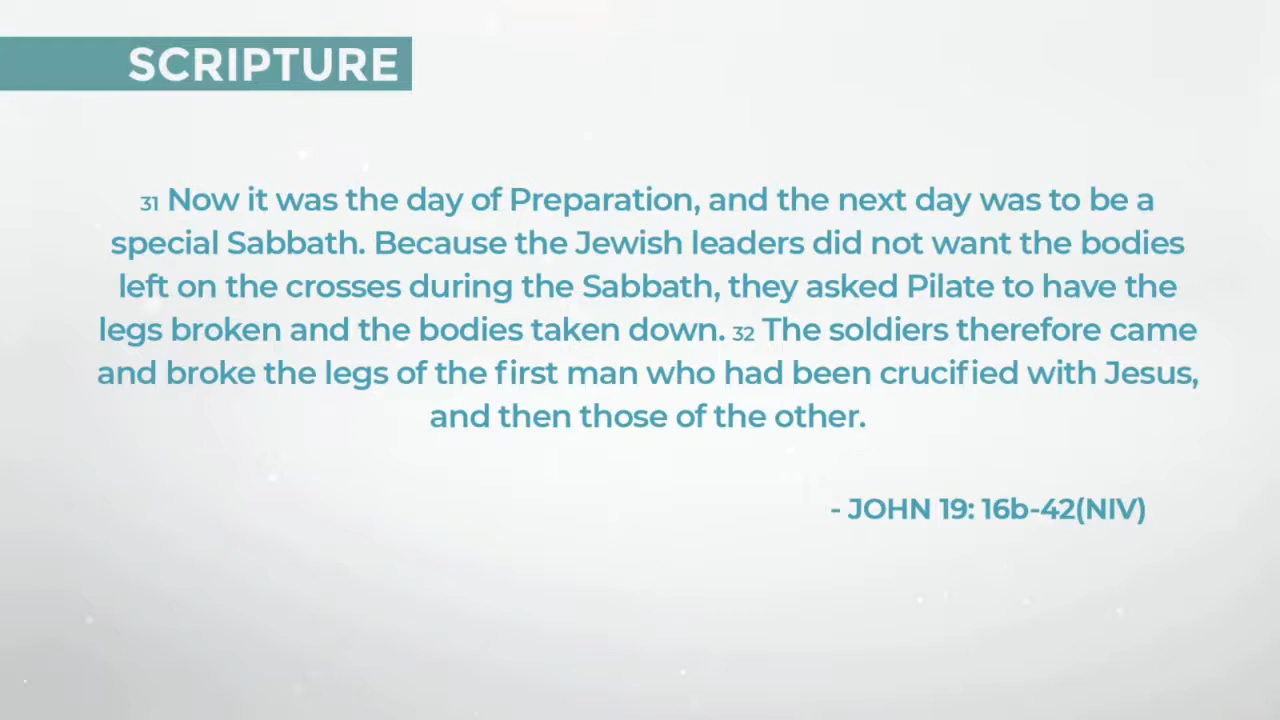 SCRIPTURE
31 Now it was the day of Preparation, and the next day was to be a
special Sabbath. Because the Jewish leaders did not want the bodies
left on the crosses during the Sabbath, they asked Pilate to have the
legs broken and the bodies taken down. 32 The soldiers therefore came
and broke the legs of the first man who had been crucified with Jesus,
and then those of the other.
- JOHN 19: 16b-42(NIV)